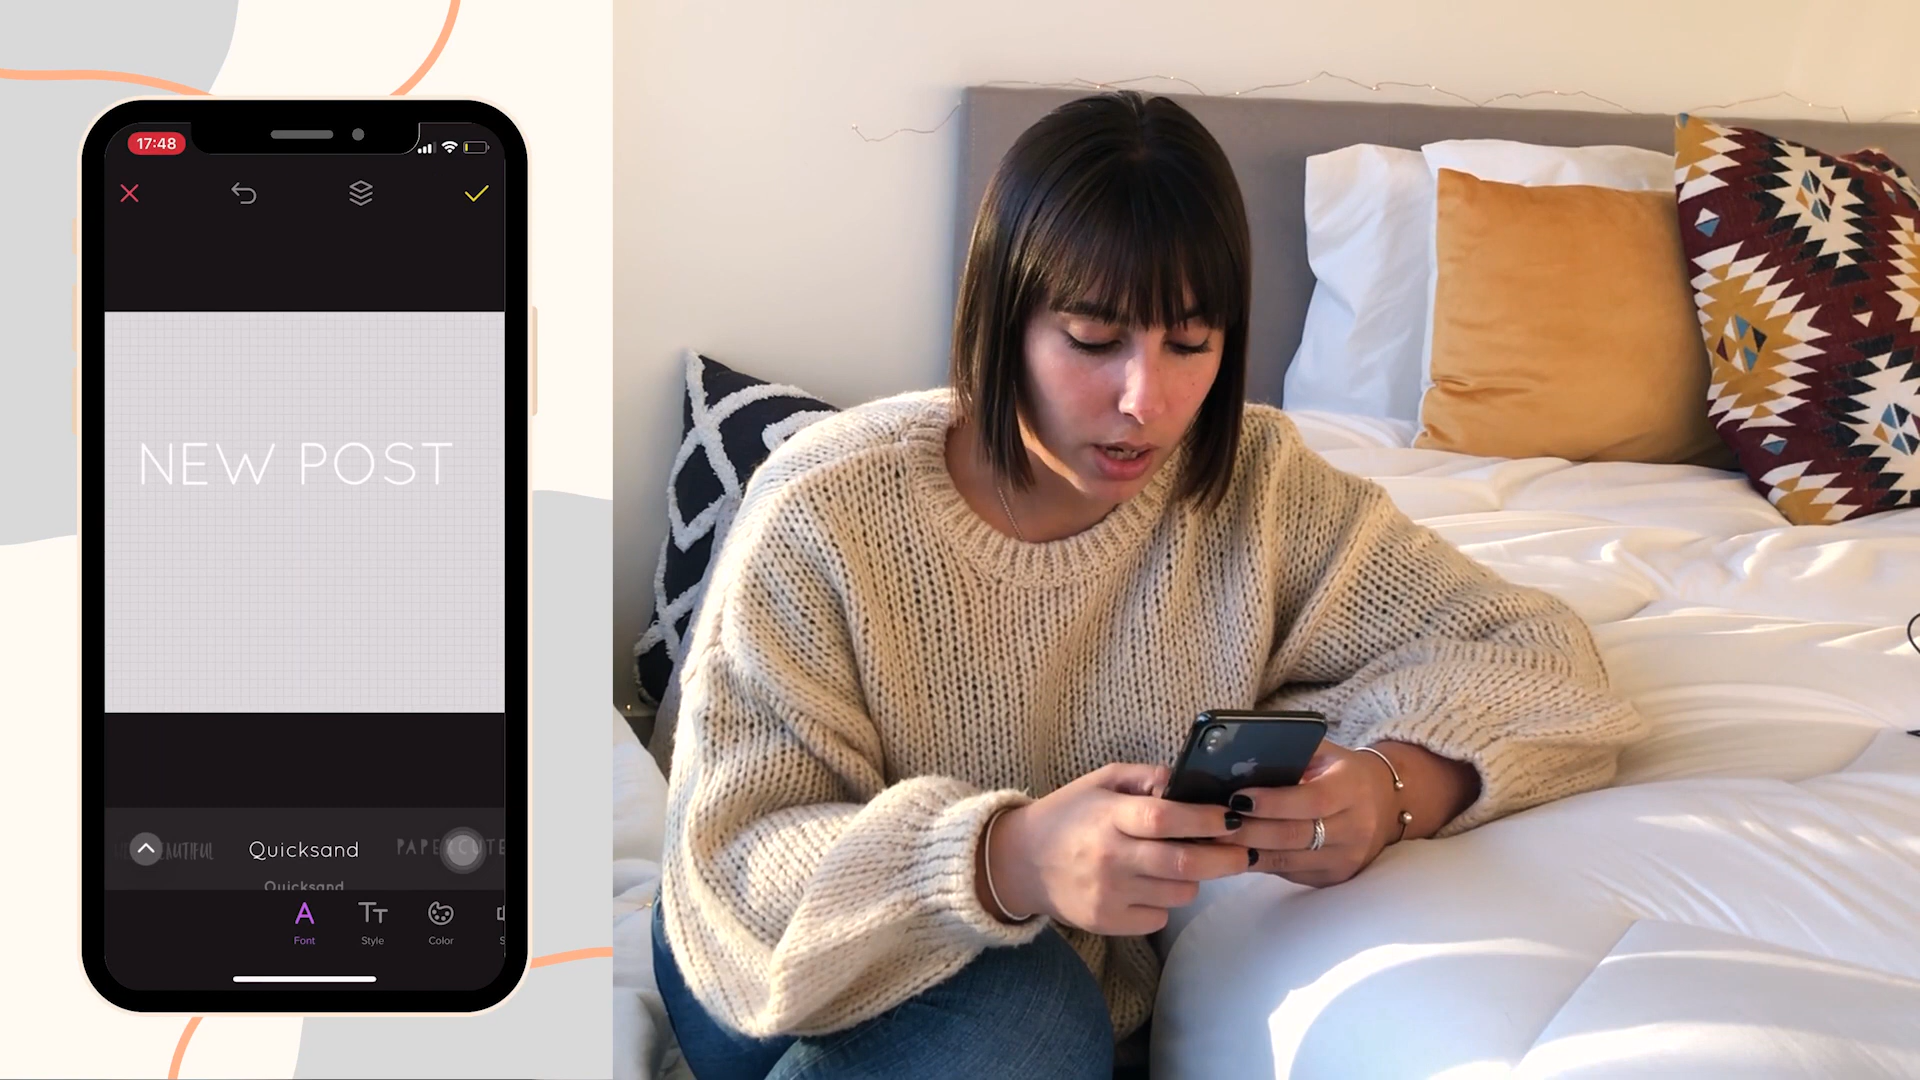 17:48
NEW POST
Quicksand
Quicksand
Font
Style
Color